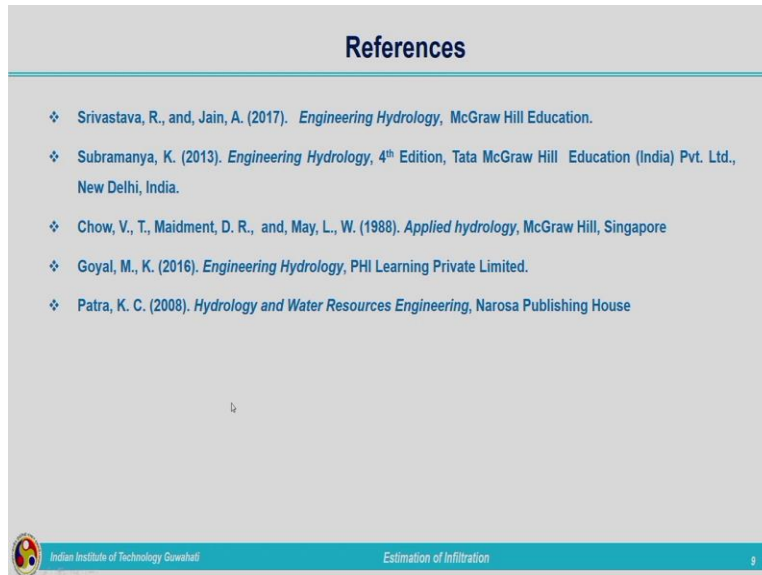 References
❖ Srivastava, R., and, Jain, A. (2017). Engineering Hydrology, McGraw Hill Education.
❖ Subramanya, K. (2013). Engineering Hydrology, 4th Edition, Tata McGraw Hill Education (India) Pvt. Ltd.,
New Delhi, India.
❖ Chow, V., T., Maidment, D. R., and, May, L., W. (1988). Applied hydrology, McGraw Hill, Singapore
❖ Goyal, M., K. (2016). Engineering Hydrology, PHI Learning Private Limited.
❖ Patra, K. C. (2008). Hydrology and Water Resources Engineering, Narosa Publishing House
Indian Institute of Technology Guwahati Estimation of Infiltration 9